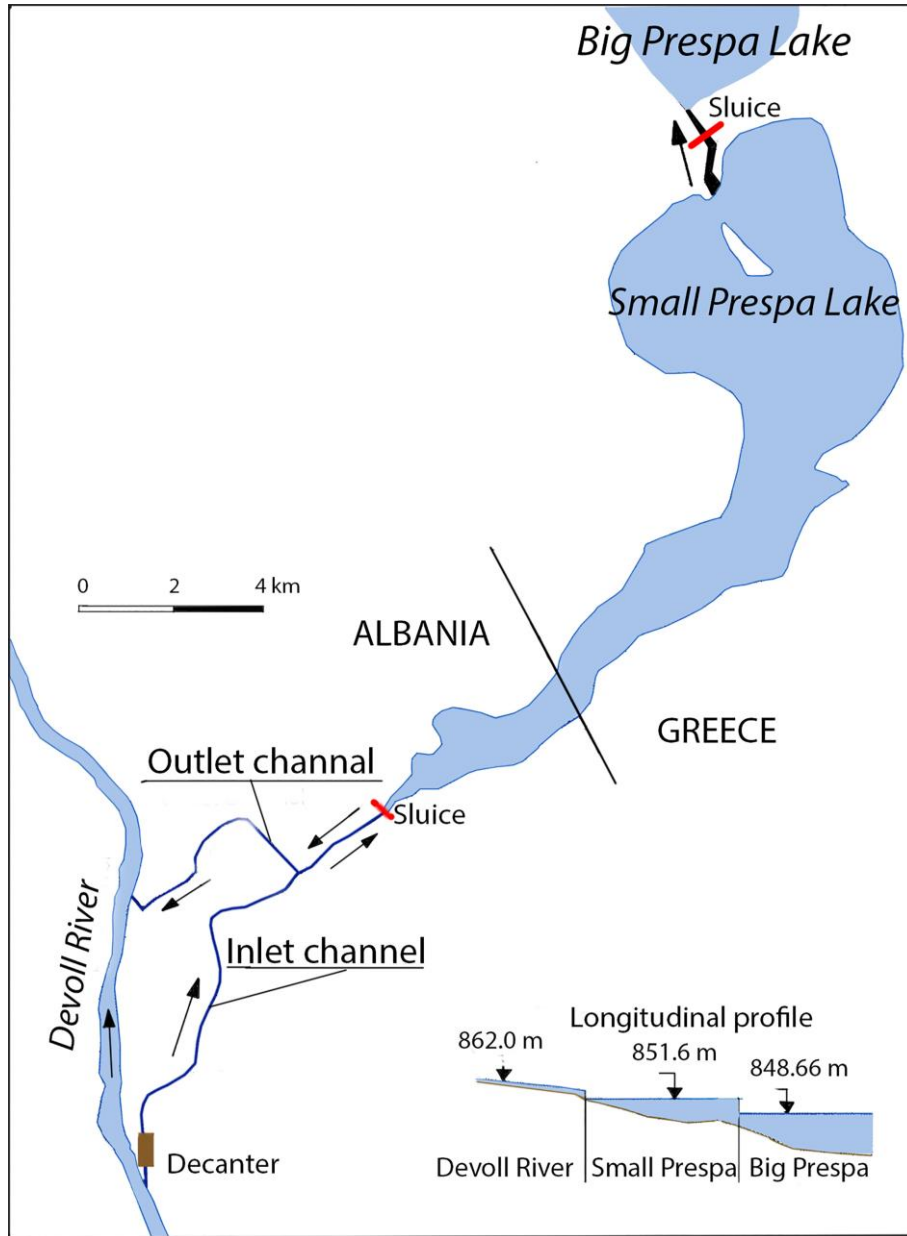 Big Prespa Lake
Sluice
Small Prespa Lake
0 2 4 km
ALBANIA
GREECE
Outlet channal
Sluice
Devoll River
Inlet channel
Decanter
Longitudinal profile
862.0 m
851.6 m
848.66 m
Devoll River
Small Prespa
Big Prespa